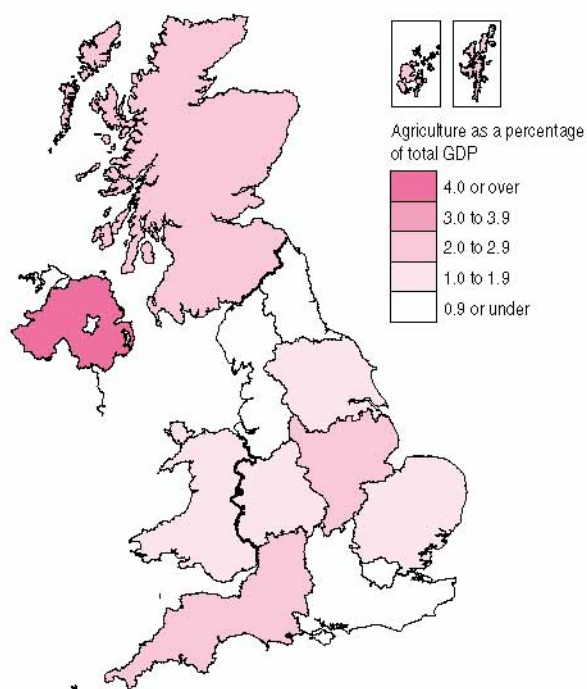 Agriculture as a percentage
of total GDP
4.0 or over
3.0 to 3.9
2.0 to 2.9
1.0 to 1.9
0.9 or under